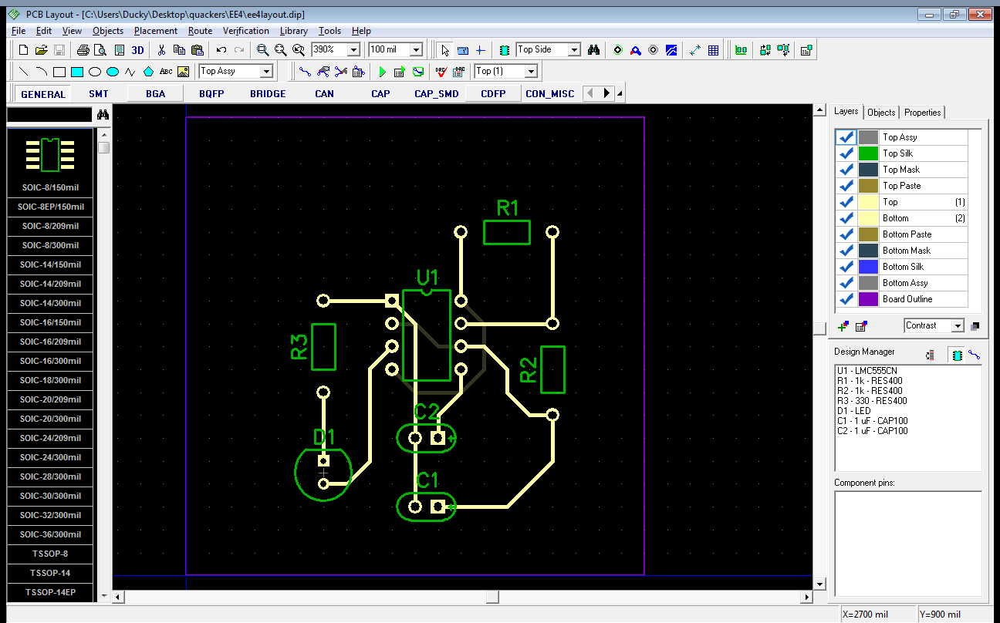 PCB Layout - [C:\Users\Ducky\Desktop\quackers\EE4\ee4layout.dip]
File Edit View Objects Placement Route Verification Library Tools Help
3D 390% 100 mil Top Side
ABC Top Assy DRC DRC Top (1)
GENERAL SMT BGA BQFP BRIDGE CAN CAP CAP_SMD CDFP CON_MISC
SOIC-8/150mil
SOIC-8EP/150mil
SOIC-8/209mil
SOIC-8/300mil
SOIC-14/150mil
SOIC-14/209mil
SOIC-14/300mil
SOIC-16/150mil
SOIC-16/209mil
SOIC-16/300mil
SOIC-18/300mil
SOIC-20/209mil
SOIC-20/300mil
SOIC-24/209mil
SOIC-24/300mil
SOIC-28/300mil
SOIC-30/300mil
SOIC-32/300mil
SOIC-36/300mil
TSSOP-8
TSSOP-14
TSSOP-14EP
R1
U1
R3
R2
C2
D1
C1
Layers Objects Properties
Top Assy
Top Silk
Top Mask
Top Paste
Top (1)
Bottom (2)
Bottom Paste
Bottom Mask
Bottom Silk
Bottom Assy
Board Outline
Contrast
Design Manager
U1 - LMC555CN
R1 - 1k - RES400
R2 - 1k - RES400
R3 - 330 - RES400
D1 - LED
C1 - 1 uF - CAP100
C2 - 1 uF - CAP100
Component pins:
X=2700 mil Y=900 mil